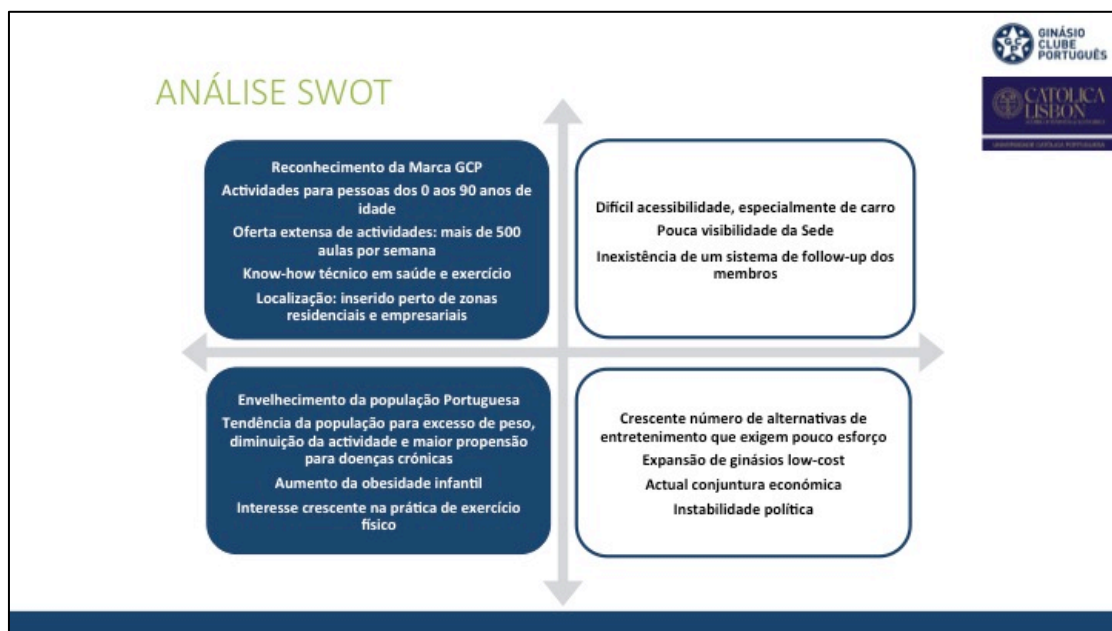 GINÁSIO
CLUBE
PORTUGUÊS
CATOLICA
LISBON
ANÁLISE SWOT
Reconhecimento da Marca GCP
Actividades para pessoas dos 0 aos 90 anos de
idade
Oferta extensa de actividades: mais de 500
aulas por semana
Know-how técnico em saúde e exercício
Localização: inserido perto de zonas
residenciais e empresariais
Difícil acessibilidade, especialmente de carro
Pouca visibilidade da Sede
Inexistência de um sistema de follow-up dos
membros
Envelhecimento da população Portuguesa
Tendência da população para excesso de peso,
diminuição da actividade e maior propensão
para doenças crónicas
Aumento da obesidade infantil
Interesse crescente na prática de exercício
físico
Crescente número de alternativas de
entretenimento que exigem pouco esforço
Expansão de ginásios low-cost
Actual conjuntura económica
Instabilidade política